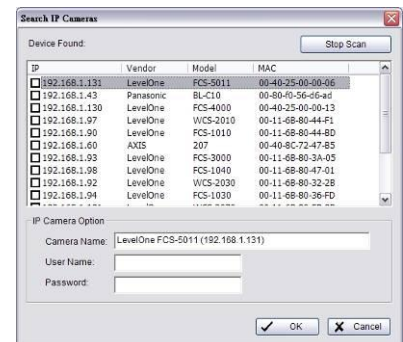 Search IP Cameras
Device Found:
Stop Scan
IP Vendor Model MAC
192.168.1.131 LevelOne FCS-5011 00-40-25-00-00-06
192.168.1.43 Panasonic BL-C10 00-80-f0-56-d6-ad
192.168.1.130 LevelOne FCS-4000 00-40-25-00-00-13
192.168.1.97 LevelOne WCS-2010 00-11-6B-80-44-F1
192.168.1.90 LevelOne FCS-1010 00-11-6B-80-44-BD
192.168.1.60 AXIS 207 00-40-8C-72-47-B5
192.168.1.93 LevelOne FCS-3000 00-11-6B-80-3A-05
192.168.1.98 LevelOne FCS-1040 00-11-6B-80-47-01
192.168.1.92 LevelOne WCS-2030 00-11-6B-80-32-2B
192.168.1.94 LevelOne FCS-1030 00-11-6B-80-36-FD
IP Camera Option
Camera Name: LevelOne FCS-5011 (192.168.1.131)
User Name:
Password:
OK Cancel